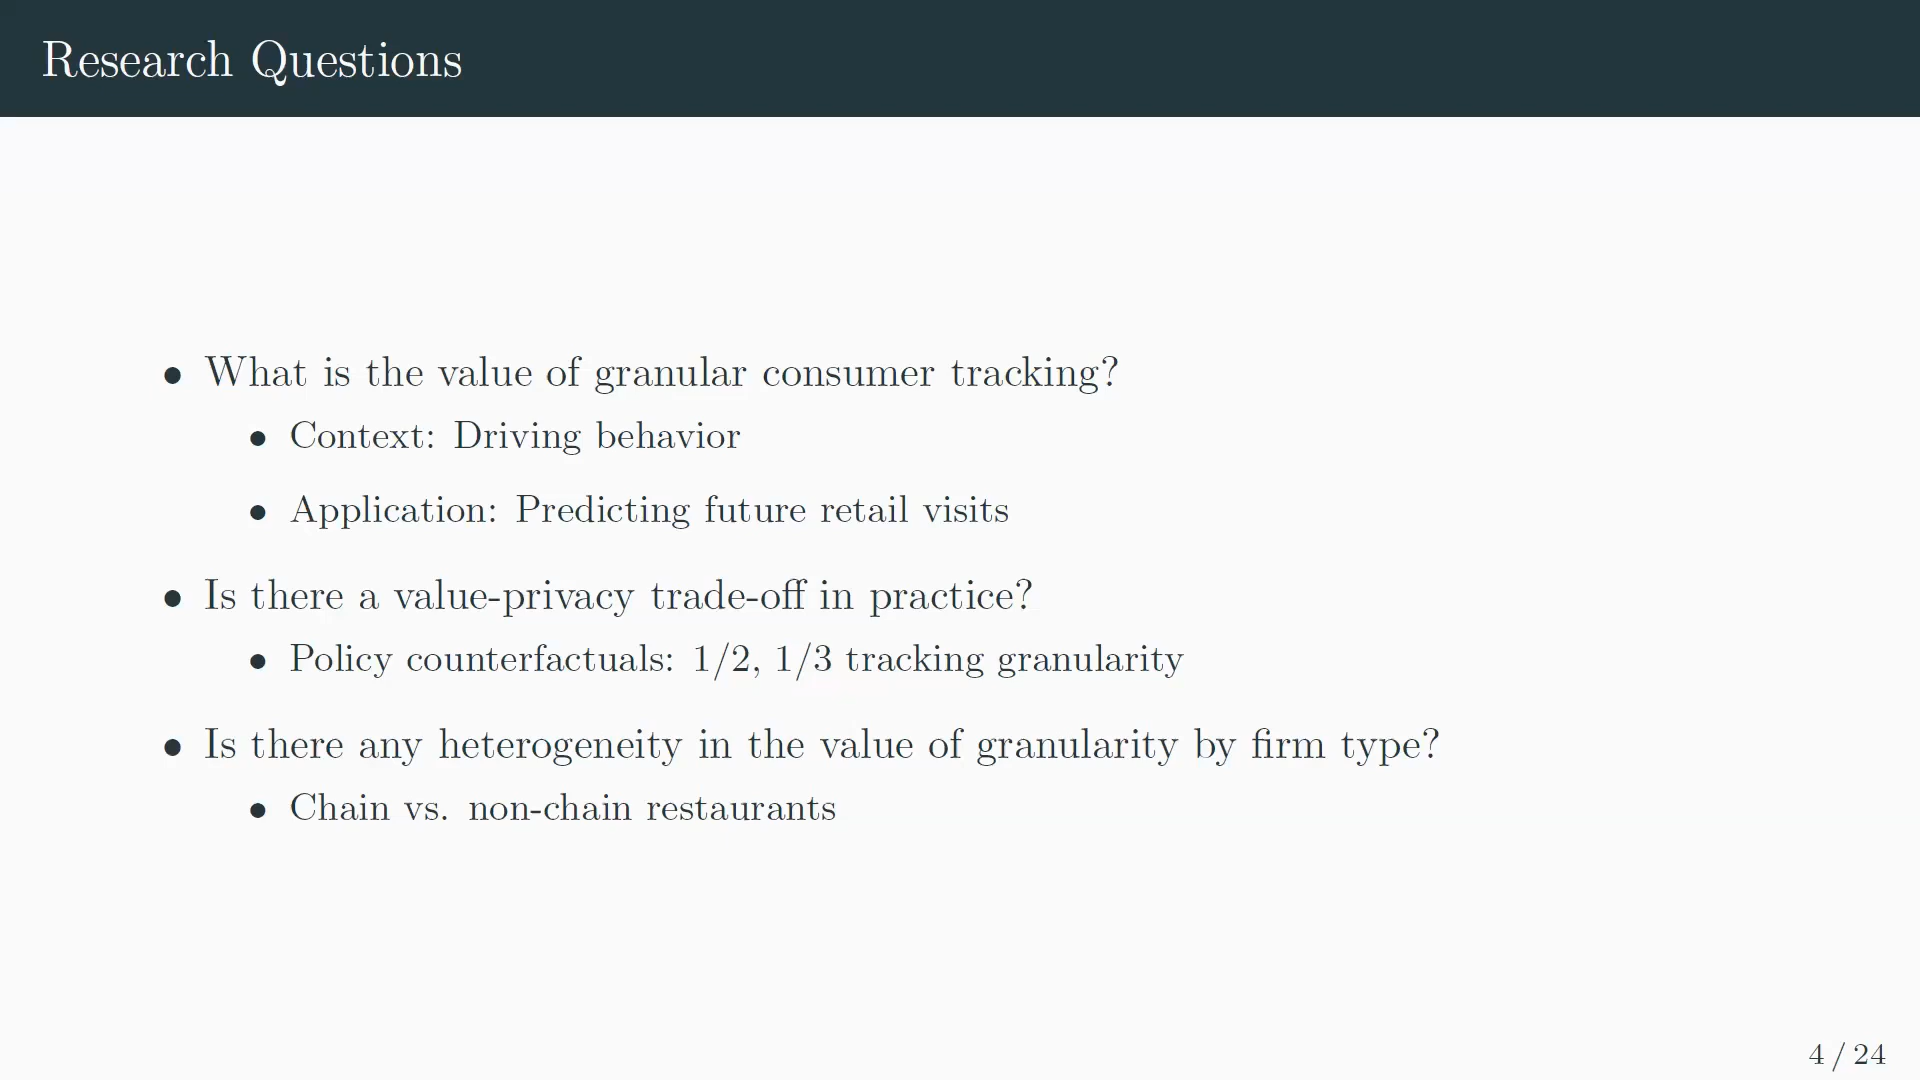 Research Questions
• What is the value of granular consumer tracking?
• Context: Driving behavior
• Application: Predicting future retail visits
• Is there a value-privacy trade-off in practice?
• Policy counterfactuals: 1/2, 1/3 tracking granularity
• Is there any heterogeneity in the value of granularity by firm type?
• Chain vs. non-chain restaurants
4 / 24